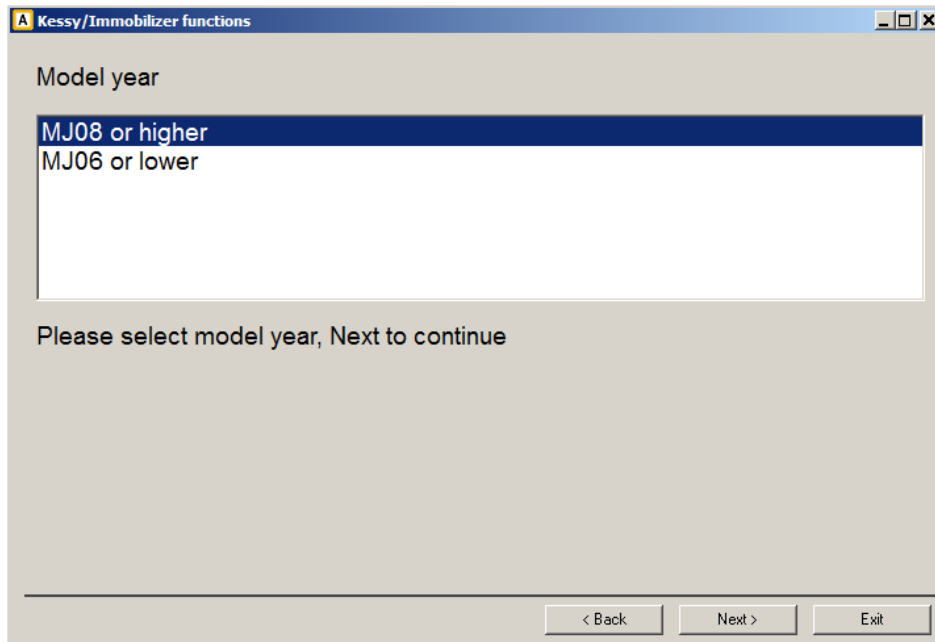 A Kessy/Immobilizer functions
Model year
MJ08 or higher
MJ06 or lower
Please select model year, Next to continue
< Back Next > Exit